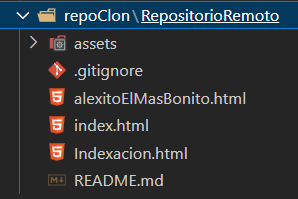 repoClon\RepositorioRemoto
assets
.gitignore
alexitoElMasBonito.html
index.html
Indexacion.html
README.md